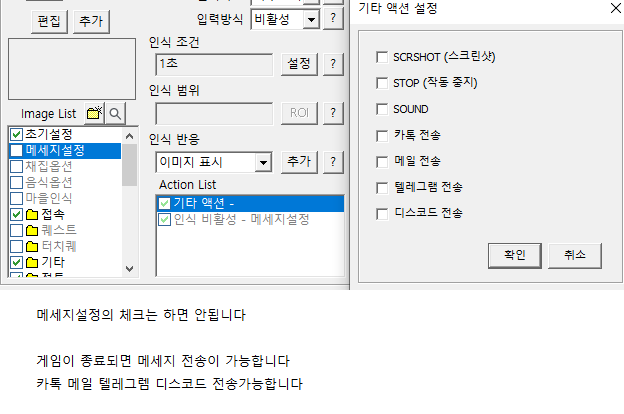 편집 추가
입력방식 비활성 ?
인식 조건
1초 설정 ?
인식 범위
ROI ?
인식 반응
이미지 표시 추가 ?
Image List
초기설정
메세지설정
채집옵션
음식옵션
마을인식
접속
퀘스트
터치퀘
기타
Action List
기타 액션 -
인식 비활성 - 메세지설정
기타 액션 설정
SCRSHOT (스크린샷)
STOP (작동 중지)
SOUND
카톡 전송
메일 전송
텔러그램 전송
디스코드 전송
확인 취소
메세지설정의 체크는 하면 안됩니다
게임이 종료되면 메세지 전송이 가능합니다
카톡 메일 텔레그렘 디스코드 전송가능합니다